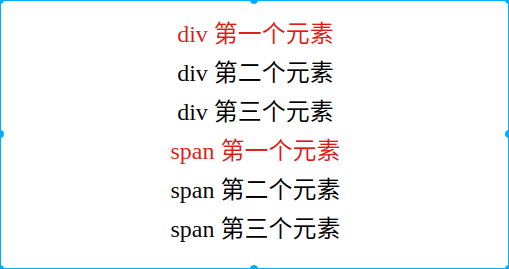 div 第一个元素
div 第二个元素
div 第三个元素
span 第一个元素
span 第二个元素
span 第三个元素